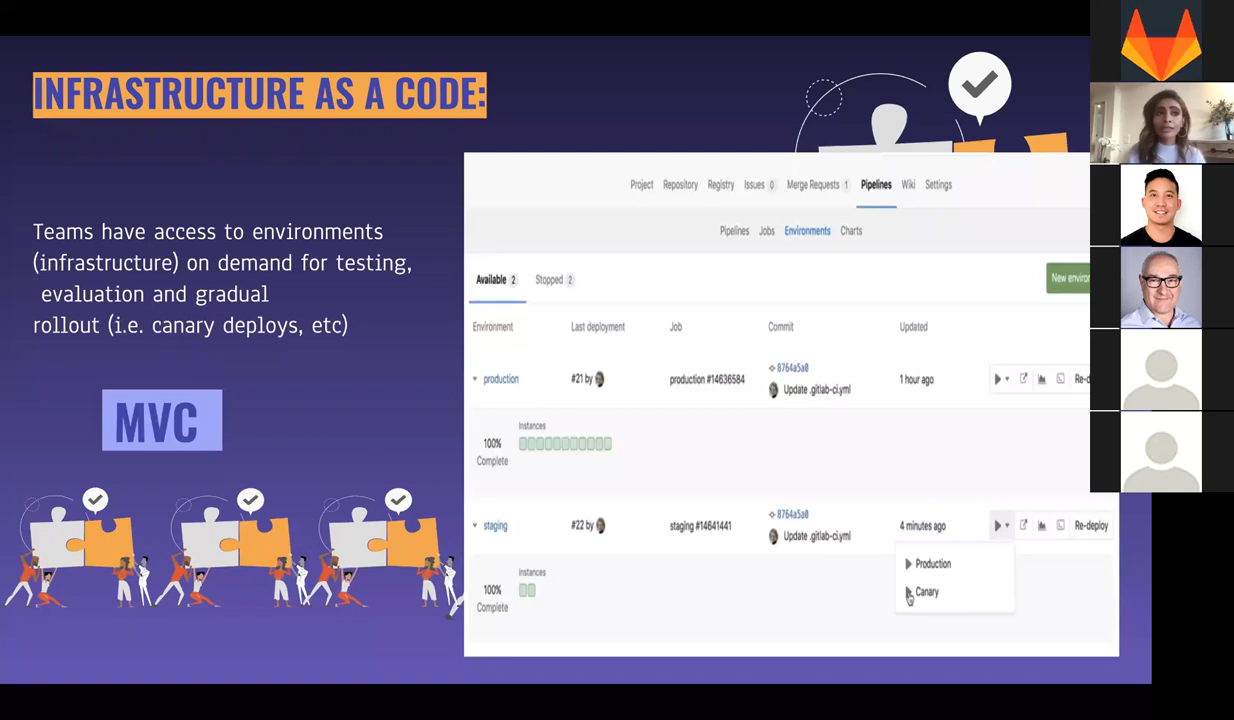 INFRASTRUCTURE AS A CODE:
Teams have access to environments
(infrastructure) on demand for testing,
evaluation and gradual
rollout (i.e. canary deploys, etc)
MVC
Project Repository Registry Issues 0 Merge Requests 1 Pipelines Wiki Settings
Pipelines Jobs Environments Charts
Available 2 Stopped 2 New environ
Environment Last deployment Job Commit Updated
production #21 by production #14636584 8764a5a0 1 hour ago Re-d
Update .gitlab-ci.yml
Instances
100%
Complete
staging #22 by staging #14641441 8764a5a0 4 minutes ago Re-deploy
Update .gitlab-ci.yml
Production
Canary
Instances
100%
Complete